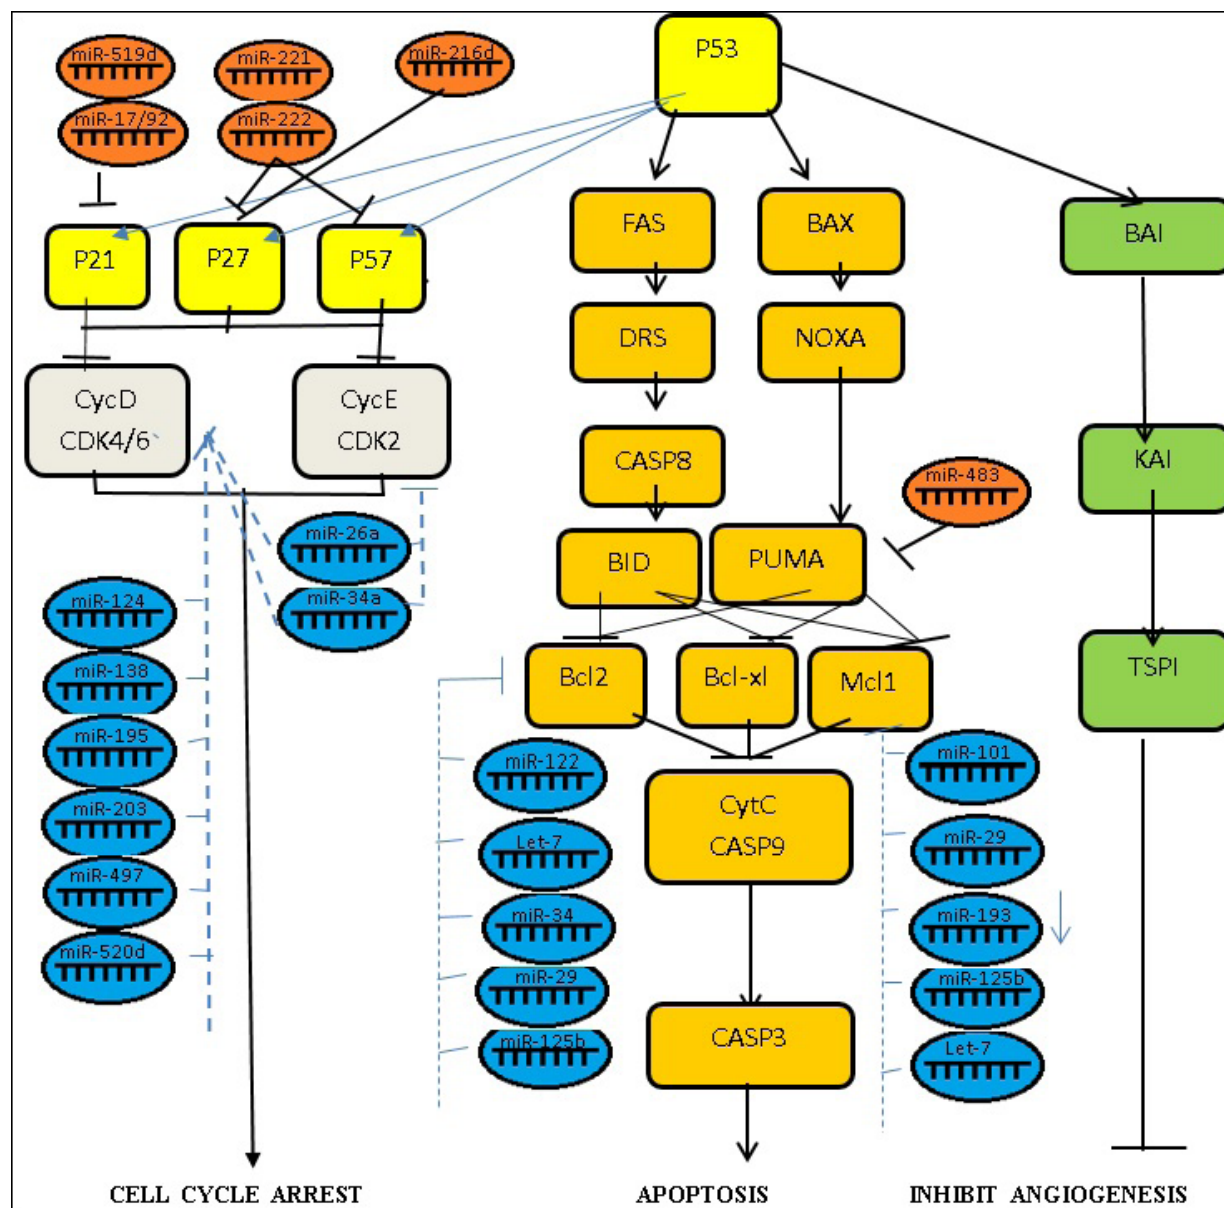 miR-519d
miR-17/92
miR-221
miR-222
miR-216d
P53
P21
P27
P57
FAS
BAX
BAI
DRS
NOXA
CycD
CDK4/6`
CycE
CDK2
CASP8
KAI
miR-483
miR-26a
miR-34a
BID
PUMA
miR-124
miR-138
miR-195
miR-203
miR-497
miR-520d
Bcl2
Bcl-xl
Mcl1
TSPI
miR-122
Let-7
miR-34
miR-29
miR-125b
CytC
CASP9
CASP3
miR-101
miR-29
miR-193
miR-125b
Let-7
CELL CYCLE ARREST
APOPTOSIS
INHIBIT ANGIOGENESIS